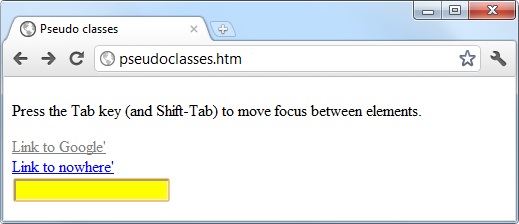 Pseudo classes
pseudoclasses.htm
Press the Tab key (and Shift-Tab) to move focus between elements.
Link to Google'
Link to nowhere'